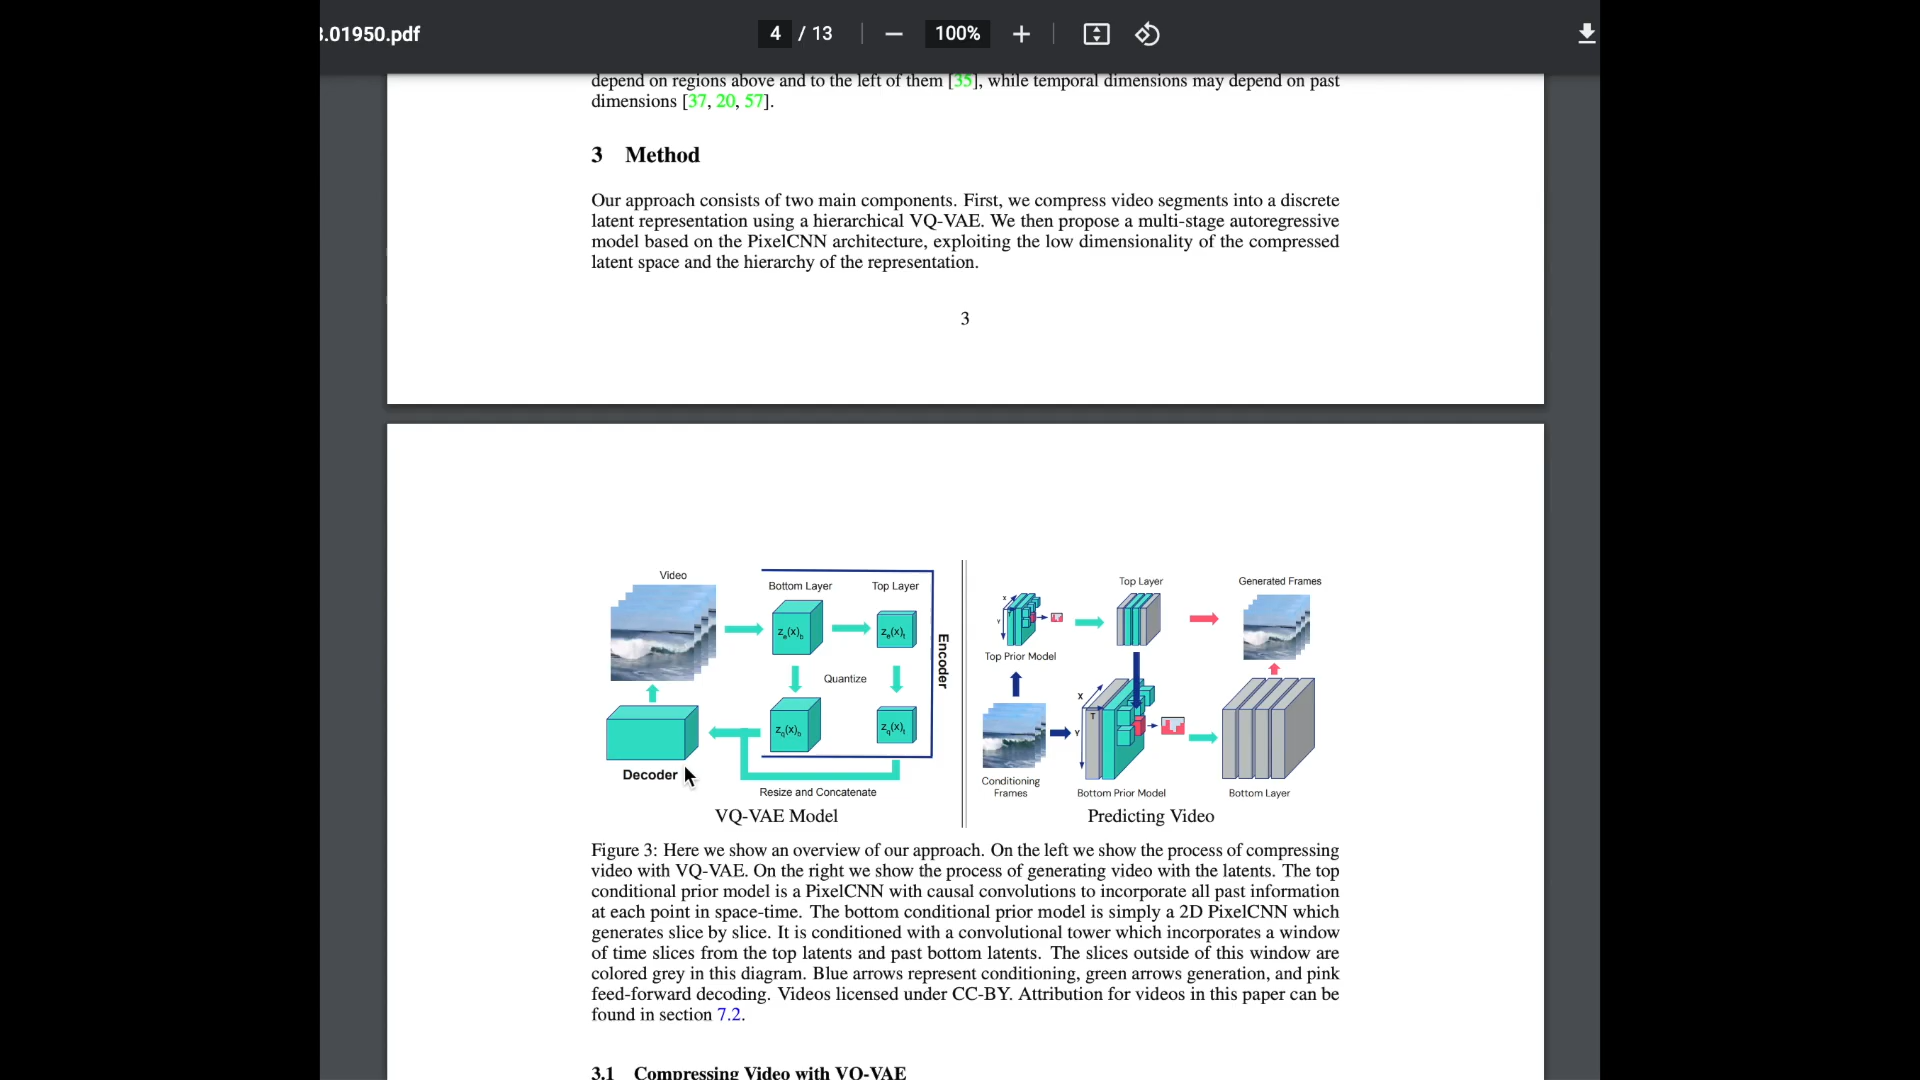 3.01950.pdf
4 / 13
100%
depend on regions above and to the left of them [35], while temporal dimensions may depend on past
dimensions [37, 20, 57].
3 Method
Our approach consists of two main components. First, we compress video segments into a discrete
latent representation using a hierarchical VQ-VAE. We then propose a multi-stage autoregressive
model based on the PixelCNN architecture, exploiting the low dimensionality of the compressed
latent space and the hierarchy of the representation.
3
Video
Bottom Layer
Top Layer
zₑ(x)b
zₑ(x)t
Quantize
Encoder
zq(x)b
zq(x)t
Decoder
Resize and Concatenate
VQ-VAE Model
Top Layer
Generated Frames
X
T
Y
Top Prior Model
X
T
Y
Conditioning
Frames
Bottom Prior Model
Bottom Layer
Predicting Video
Figure 3: Here we show an overview of our approach. On the left we show the process of compressing
video with VQ-VAE. On the right we show the process of generating video with the latents. The top
conditional prior model is a PixelCNN with causal convolutions to incorporate all past information
at each point in space-time. The bottom conditional prior model is simply a 2D PixelCNN which
generates slice by slice. It is conditioned with a convolutional tower which incorporates a window
of time slices from the top latents and past bottom latents. The slices outside of this window are
colored grey in this diagram. Blue arrows represent conditioning, green arrows generation, and pink
feed-forward decoding. Videos licensed under CC-BY. Attribution for videos in this paper can be
found in section 7.2.
3.1 Compressing Video with VQ-VAE